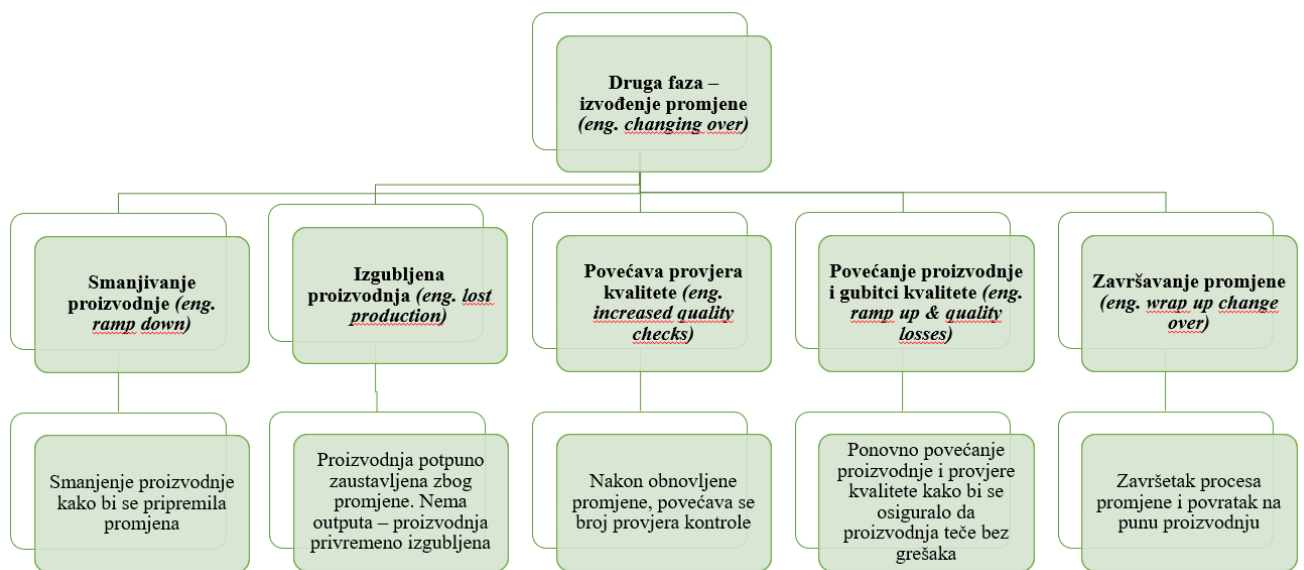 Druga faza –
izvođenje promjene
(eng. changing over)
Smanjivanje
proizvodnje (eng.
ramp down)
Izgubljena
proizvodnja (eng. lost
production)
Povećava provjera
kvalitete (eng.
increased quality
checks)
Povećanje proizvodnje
i gubitci kvalitete (eng.
ramp up & quality
losses)
Završavanje promjene
(eng. wrap up change
over)
Smanjenje proizvodnje
kako bi se pripremila
promjena
Proizvodnja potpuno
zaustavljena zbog
promjene. Nema
outputa – proizvodnja
privremeno izgubljena
Nakon obnovljene
promjene, povećava se
broj provjera kontrole
Ponovno povećanje
proizvodnje i provjere
kvalitete kako bi se
osiguralo da
proizvodnja teče bez
grešaka
Završetak procesa
promjene i povratak na
punu proizvodnju